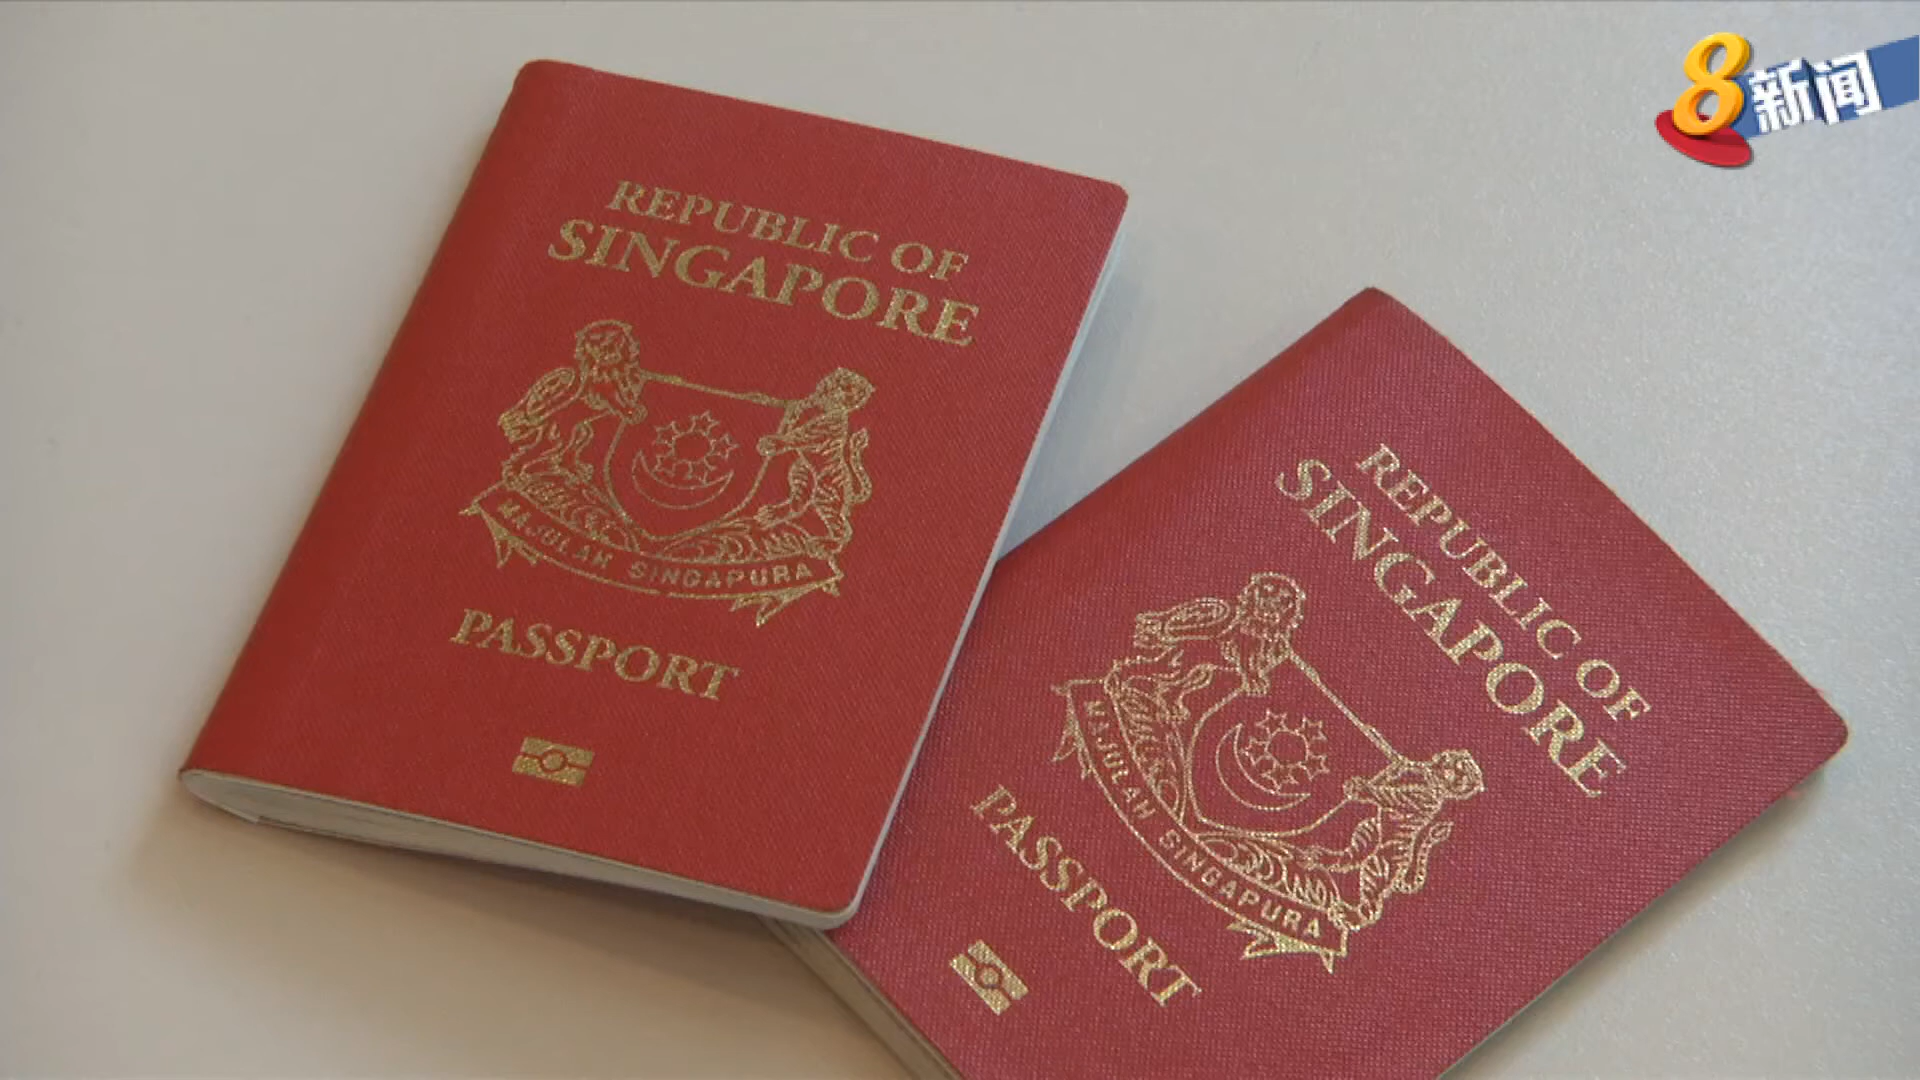 8新闻
REPUBLIC OF
SINGAPORE
MAJULAH SINGAPURA
PASSPORT
REPUBLIC OF
SINGAPORE
MAJULAH SINGAPURA
PASSPORT